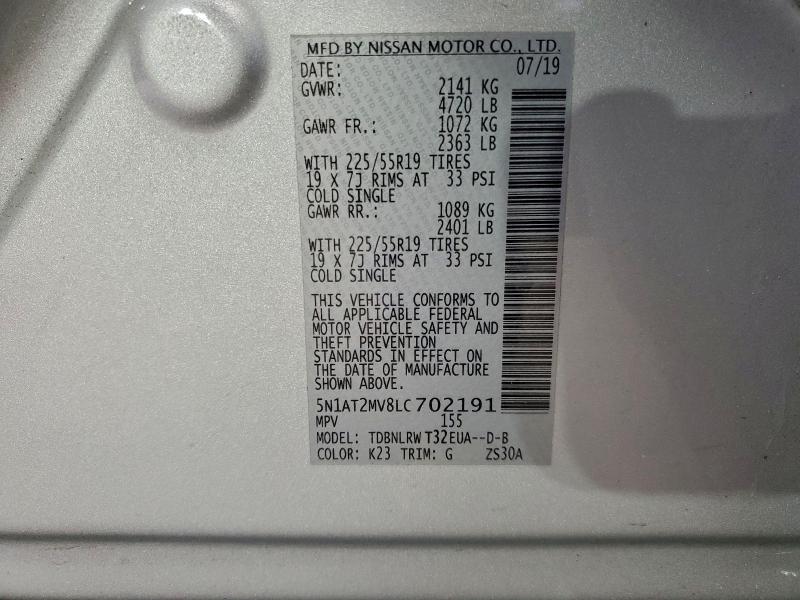 MFD BY NISSAN MOTOR CO., LTD.
DATE: 07/19
GVWR: 2141 KG
4720 LB
GAWR FR.: 1072 KG
2363 LB
WITH 225/55R19 TIRES
19 X 7J RIMS AT 33 PSI
COLD SINGLE
GAWR RR.: 1089 KG
2401 LB
WITH 225/55R19 TIRES
19 X 7J RIMS AT 33 PSI
COLD SINGLE
THIS VEHICLE CONFORMS TO
ALL APPLICABLE FEDERAL
MOTOR VEHICLE SAFETY AND
THEFT PREVENTION
STANDARDS IN EFFECT ON
THE DATE OF MANUFACTURE
SHOWN ABOVE.
5N1AT2MV8LC702191
MPV 155
MODEL: TDBNLRW T32EUA--D-B
COLOR: K23 TRIM: G ZS30A